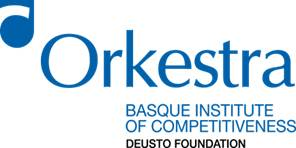 Orkestra
BASQUE INSTITUTE
OF COMPETITIVENESS
DEUSTO FOUNDATION